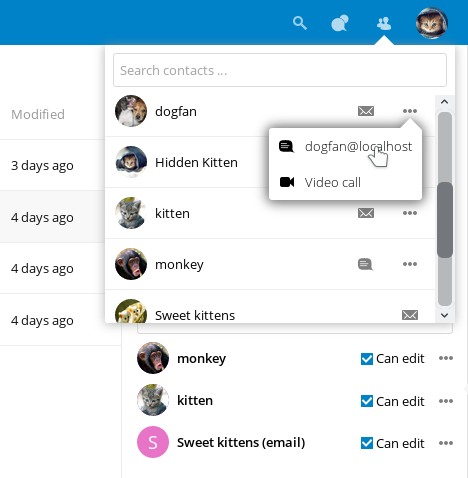 Search contacts ...
Modified
dogfan
dogfan@localhost
3 days ago
Hidden Kitten
Video call
4 days ago
kitten
4 days ago
monkey
4 days ago
Sweet kittens
monkey
Can edit
kitten
Can edit
S
Sweet kittens (email)
Can edit